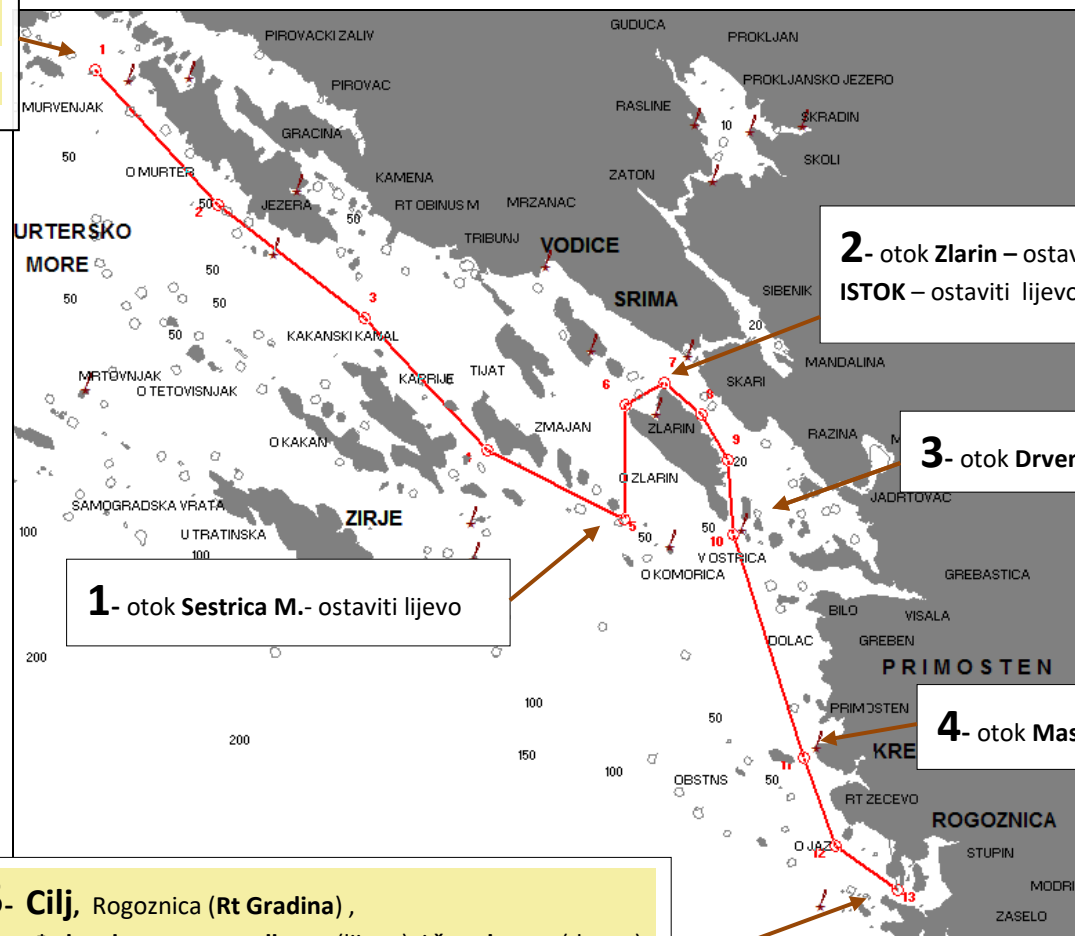 GUDUCA
PIROVACKI ZALIV
PROKLJAN
1
PROKLJANSKO JEZERO
PIROVAC
MURVENJAK
RASLINE
SKRADIN
10
GRACINA
50
SKOLI
O MURTER
KAMENA
ZATON
50
2
JEZERA
RT OBINUS M
MRZANAC
50
URTERSKO
MORE
TRIBUNJ
VODICE
2- otok Zlarin – ostav
ISTOK – ostaviti lijevo
50
50
50
3
SRIMA
SIBENIK
50
20
KAKANSKI KANAL
7
MANDALINA
MRTOVNJAK
O TETOVISNJAK
KAPRIJE
TIJAT
6
SKARI
8
ZMAJAN
ZLARIN
RAZINA
O KAKAN
9
4
20
3- otok Drver
O ZLARIN
JADRTOVAC
SAMOGRADSKA VRATA
ZIRJE
5
50
50
100
U TRATINSKA
10
100
V OSTRICA
O KOMORICA
GREBASTICA
1- otok Sestrica M.- ostaviti lijevo
BILO
VISALA
DOLAC
GREBEN
200
PRIMOSTEN
100
PRIMOSTEN
50
4- otok Mas
200
KRE
150
11
100
OBSTNS
50
RT ZECEVO
ROGOZNICA
O JAZ
12
STUPIN
13
MODRI
ZASELO
Cilj, Rogoznica (Rt Gradina) ,